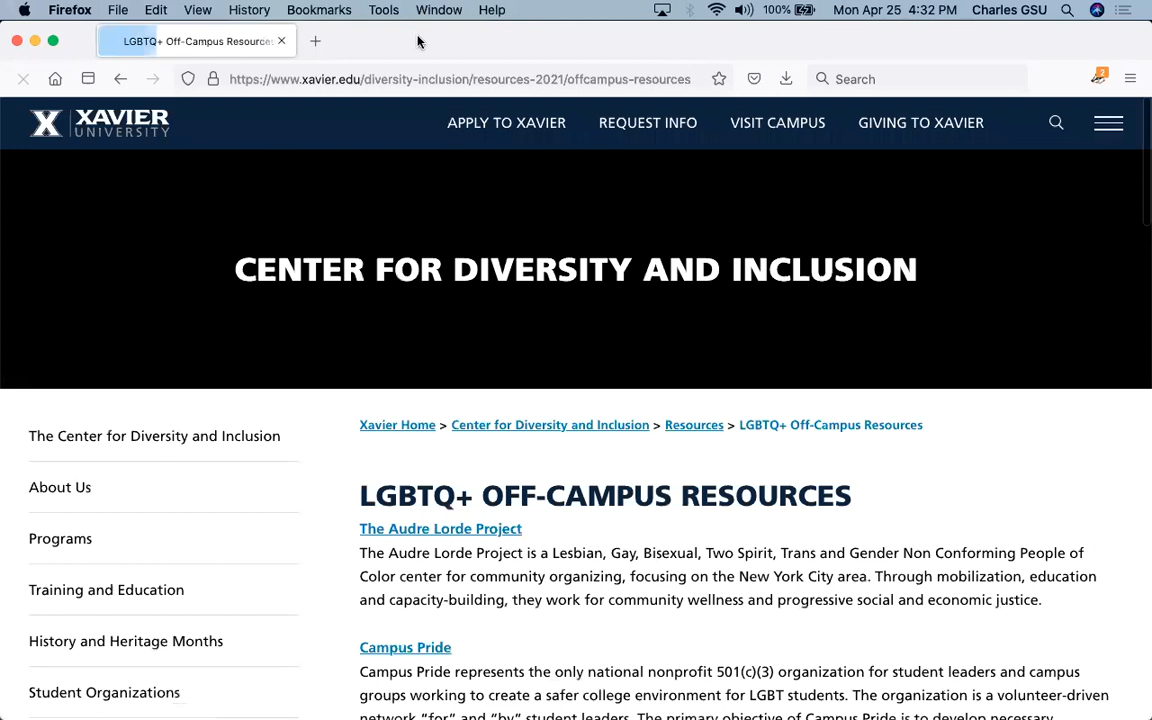 Firefox File Edit View History Bookmarks Tools Window Help 100% Mon Apr 25 4:32 PM Charles GSU
LGBTQ+ Off-Campus Resources
https://www.xavier.edu/diversity-inclusion/resources-2021/offcampus-resources Search 2
X XAVIER UNIVERSITY APPLY TO XAVIER REQUEST INFO VISIT CAMPUS GIVING TO XAVIER
CENTER FOR DIVERSITY AND INCLUSION
The Center for Diversity and Inclusion
About Us
Programs
Training and Education
History and Heritage Months
Student Organizations
Xavier Home > Center for Diversity and Inclusion > Resources > LGBTQ+ Off-Campus Resources
LGBTQ+ OFF-CAMPUS RESOURCES
The Audre Lorde Project
The Audre Lorde Project is a Lesbian, Gay, Bisexual, Two Spirit, Trans and Gender Non Conforming People of
Color center for community organizing, focusing on the New York City area. Through mobilization, education
and capacity-building, they work for community wellness and progressive social and economic justice.
Campus Pride
Campus Pride represents the only national nonprofit 501(c)(3) organization for student leaders and campus
groups working to create a safer college environment for LGBT students. The organization is a volunteer-driven
network “for” and “by” student leaders. The primary objective of Campus Pride is to develop necessary